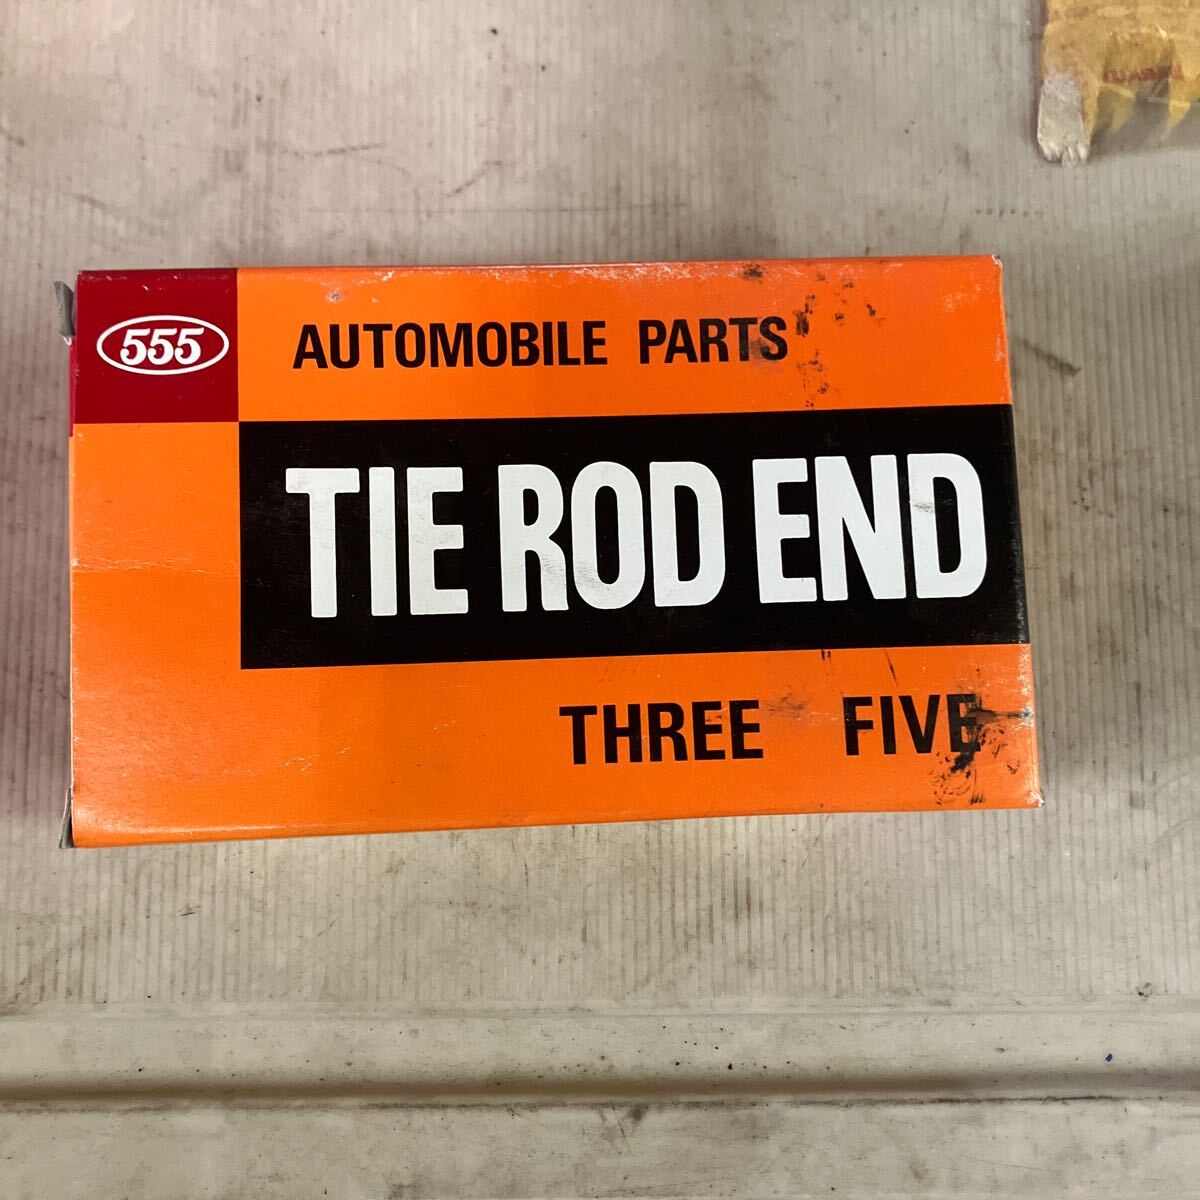 555
AUTOMOBILE PARTS
TIE ROD END
THREE FIVE